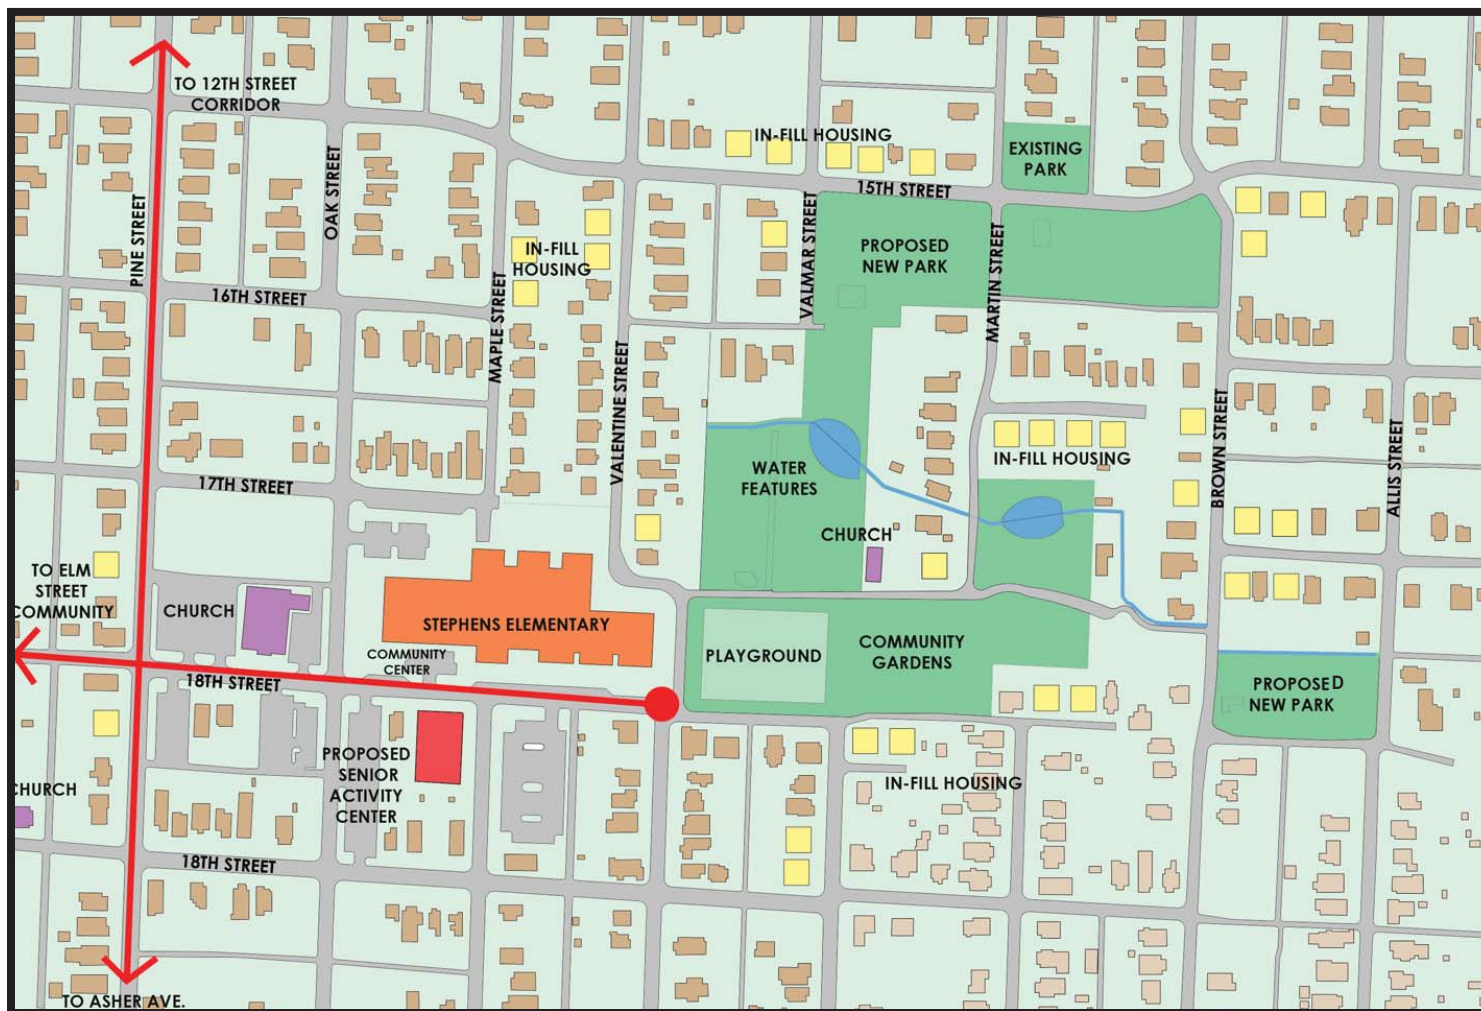 TO 12TH STREET
CORRIDOR
IN-FILL HOUSING
EXISTING
PARK
OAK STREET
15TH STREET
PINE STREET
VALMAR STREET
MARTIN STREET
PROPOSED
NEW PARK
IN-FILL
HOUSING
16TH STREET
MAPLE STREET
VALENTINE STREET
BROWN STREET
ALLIS STREET
IN-FILL HOUSING
WATER
FEATURES
17TH STREET
CHURCH
TO ELM
STREET
COMMUNITY
CHURCH
STEPHENS ELEMENTARY
COMMUNITY
CENTER
PLAYGROUND
COMMUNITY
GARDENS
18TH STREET
PROPOSED
NEW PARK
PROPOSED
SENIOR
ACTIVITY
CENTER
IN-FILL HOUSING
CHURCH
18TH STREET
TO ASHER AVE.